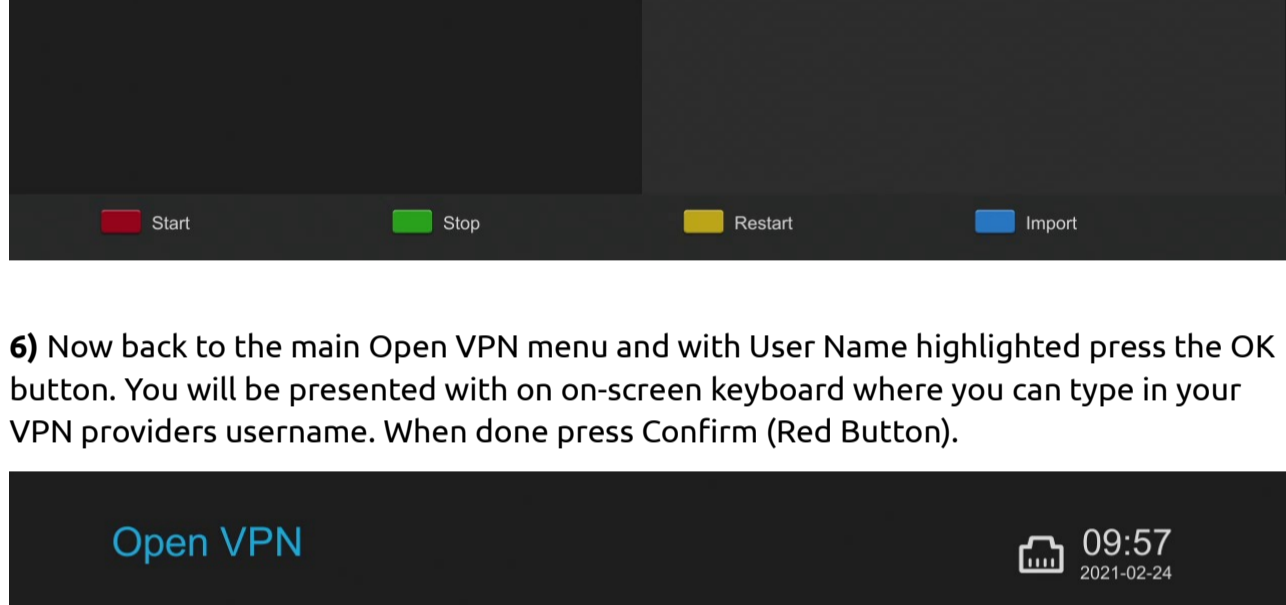 Start Stop Restart Import
6) Now back to the main Open VPN menu and with User Name highlighted press the OK
button. You will be presented with on on-screen keyboard where you can type in your
VPN providers username. When done press Confirm (Red Button).
Open VPN 09:57
2021-02-24